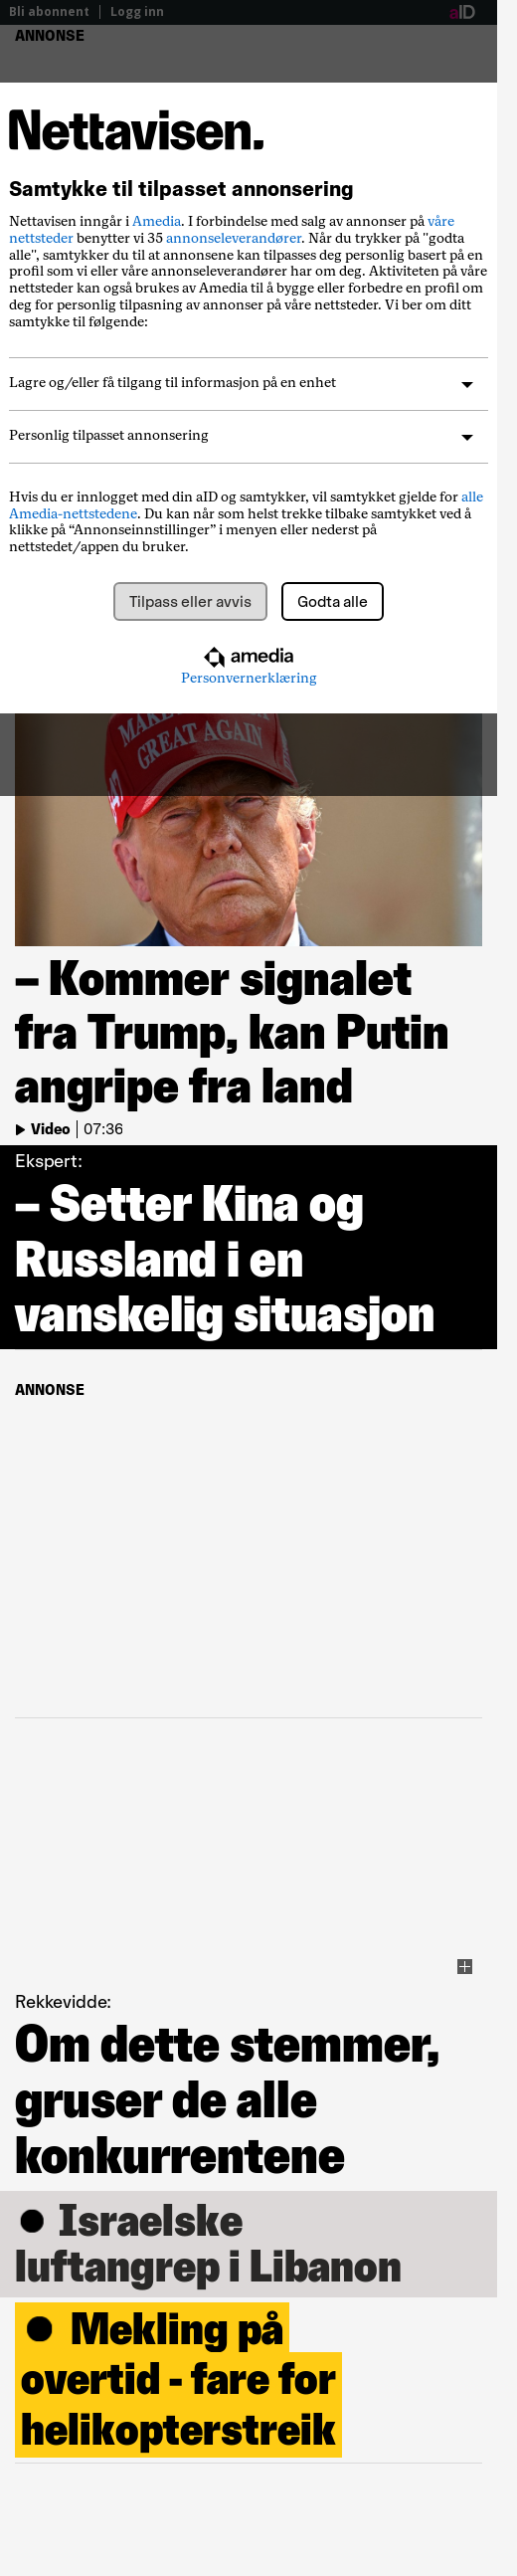 Bli abonnent | Logg inn
aID
ANNONSE
Nettavisen.
Samtykke til tilpasset annonsering
Nettavisen inngår i Amedia. I forbindelse med salg av annonser på våre
nettsteder benytter vi 35 annonseleverandører. Når du trykker på "godta
alle", samtykker du til at annonsene kan tilpasses deg personlig basert på en
profil som vi eller våre annonseleverandører har om deg. Aktiviteten på våre
nettsteder kan også brukes av Amedia til å bygge eller forbedre en profil om
deg for personlig tilpasning av annonser på våre nettsteder. Vi ber om ditt
samtykke til følgende:
Lagre og/eller få tilgang til informasjon på en enhet
Personlig tilpasset annonsering
Hvis du er innlogget med din aID og samtykker, vil samtykket gjelde for alle
Amedia-nettstedene. Du kan når som helst trekke tilbake samtykket ved å
klikke på “Annonseinnstillinger” i menyen eller nederst på
nettstedet/appen du bruker.
Tilpass eller avvis
Godta alle
amedia
Personvernerklæring
GREAT AGAIN
– Kommer signalet
fra Trump, kan Putin
angripe fra land
Video | 07:36
Ekspert:
– Setter Kina og
Russland i en
vanskelig situasjon
ANNONSE
Rekkevidde:
Om dette stemmer,
gruser de alle
konkurrentene
Israelske
luftangrep i Libanon
Mekling på
overtid - fare for
helikopterstreik